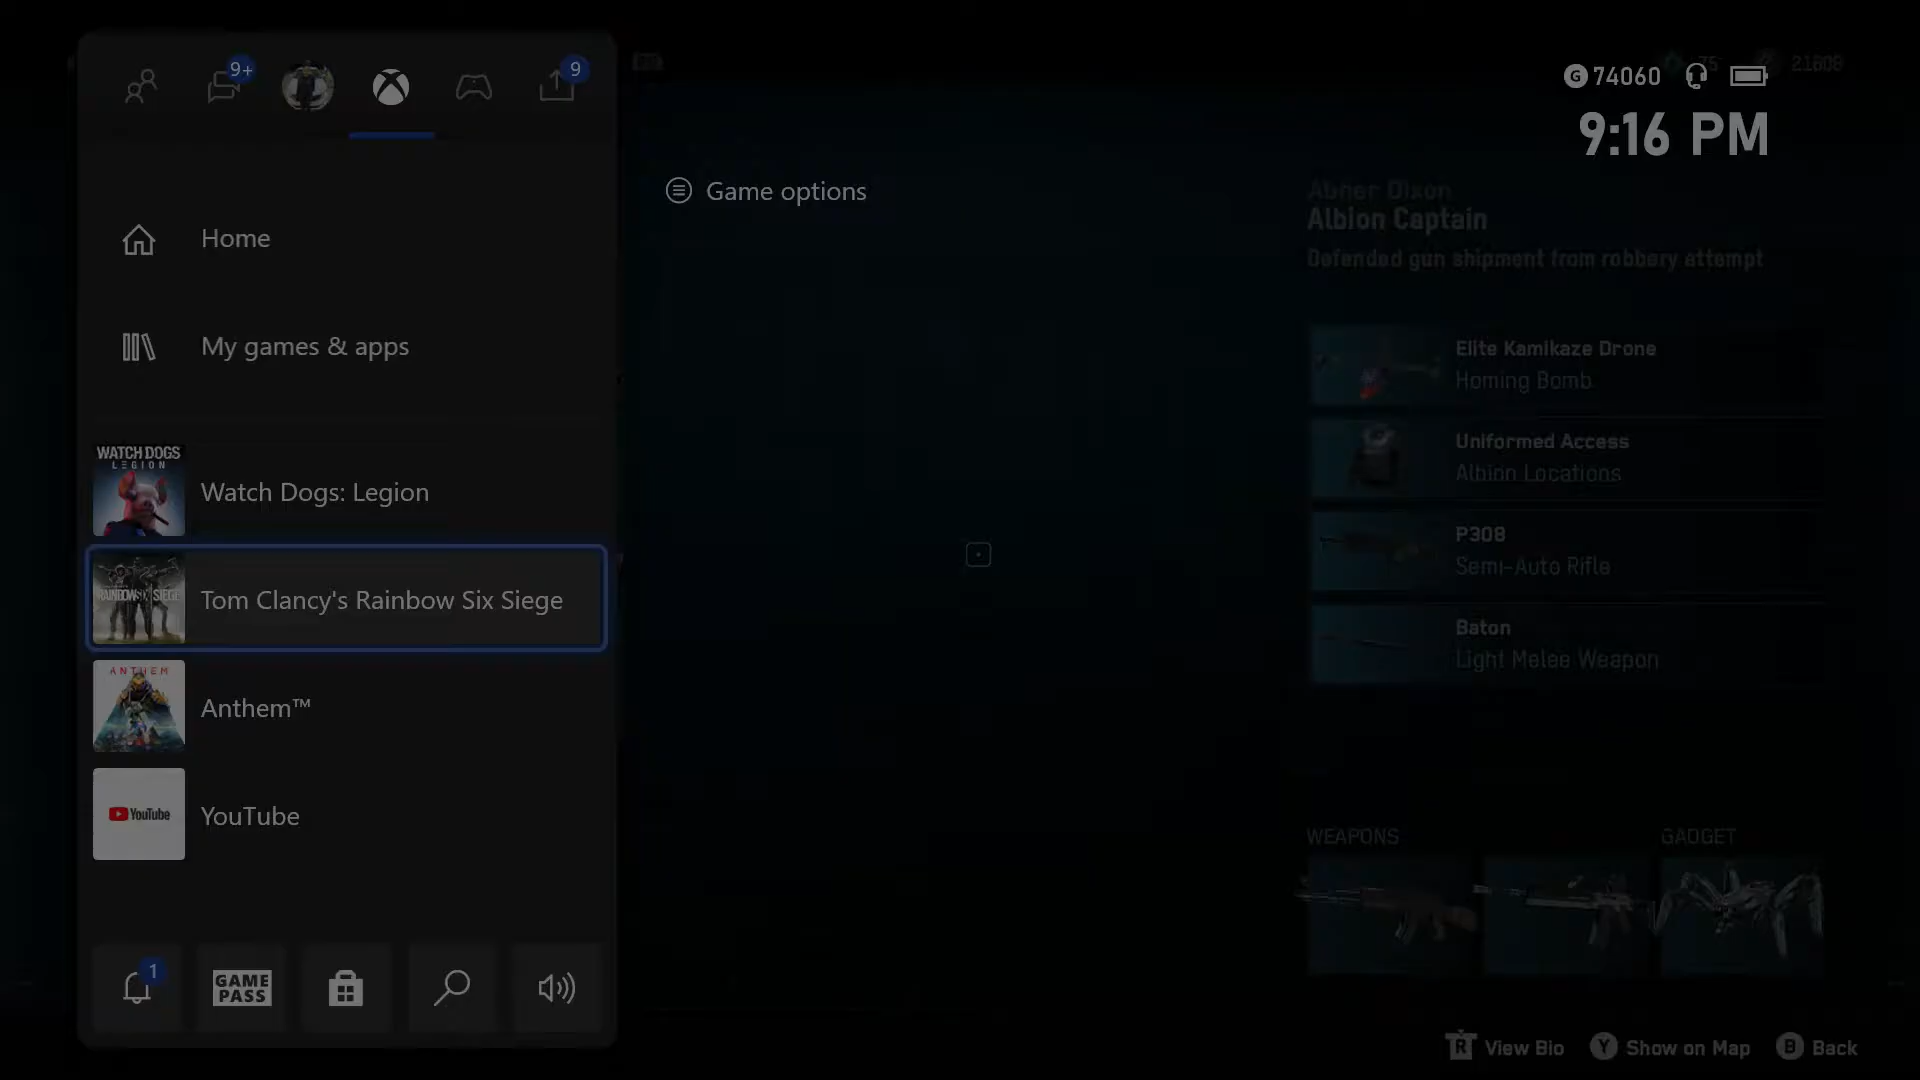 9+
9
75
21608
G 74060
9:16 PM
Game options
Home
My games & apps
WATCH DOGS
LEGION
Watch Dogs: Legion
RAINBOW SIX SIEGE
Tom Clancy's Rainbow Six Siege
ANTHEM
Anthem™
YouTube
YouTube
1
GAME
PASS
Abner Dixon
Albion Captain
Defended gun shipment from robbery attempt
Elite Kamikaze Drone
Homing Bomb
Uniformed Access
Albion Locations
P308
Semi-Auto Rifle
Baton
Light Melee Weapon
WEAPONS
GADGET
R View Bio
Y Show on Map
B Back